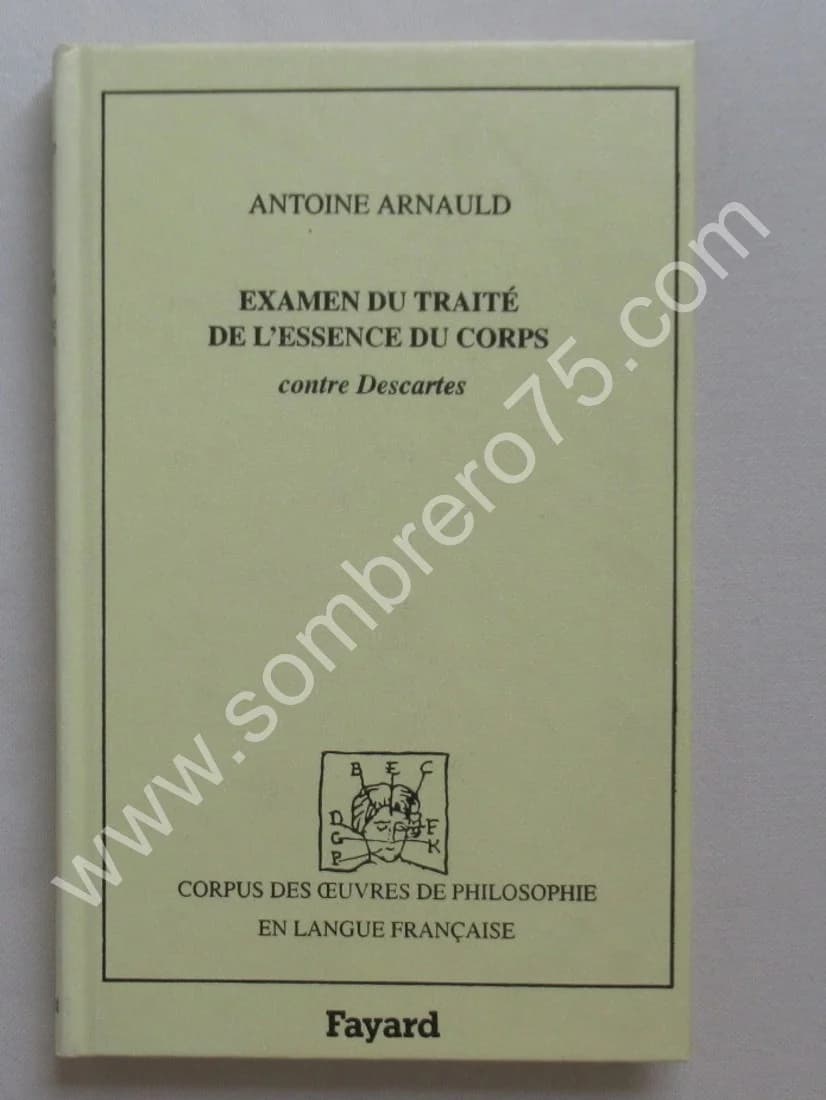 ANTOINE ARNAULD
EXAMEN DU TRAITÉ
DE L'ESSENCE DU CORPS
contre Descartes
www.sombrero75.com
B E C
D F
G K
P
CORPUS DES ŒUVRES DE PHILOSOPHIE
EN LANGUE FRANÇAISE
Fayard